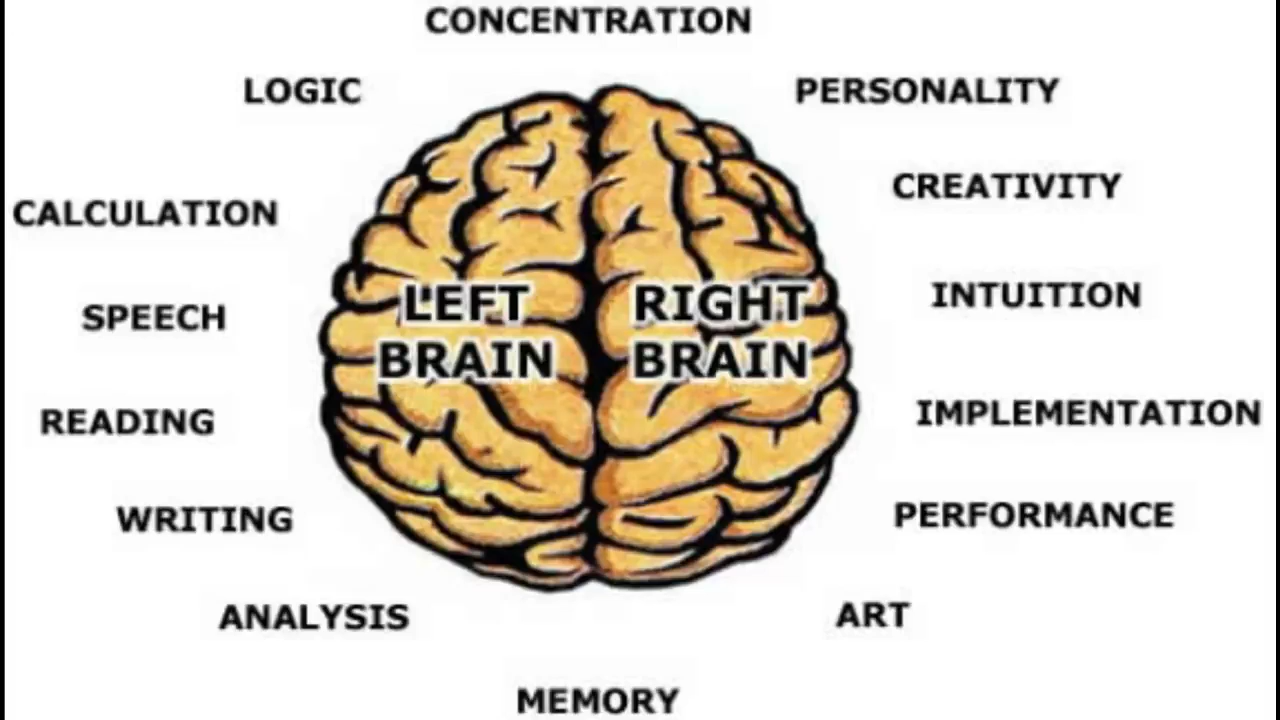 CONCENTRATION
LOGIC
PERSONALITY
CREATIVITY
CALCULATION
INTUITION
LEFT
BRAIN
RIGHT
BRAIN
SPEECH
READING
IMPLEMENTATION
WRITING
PERFORMANCE
ANALYSIS
ART
MEMORY